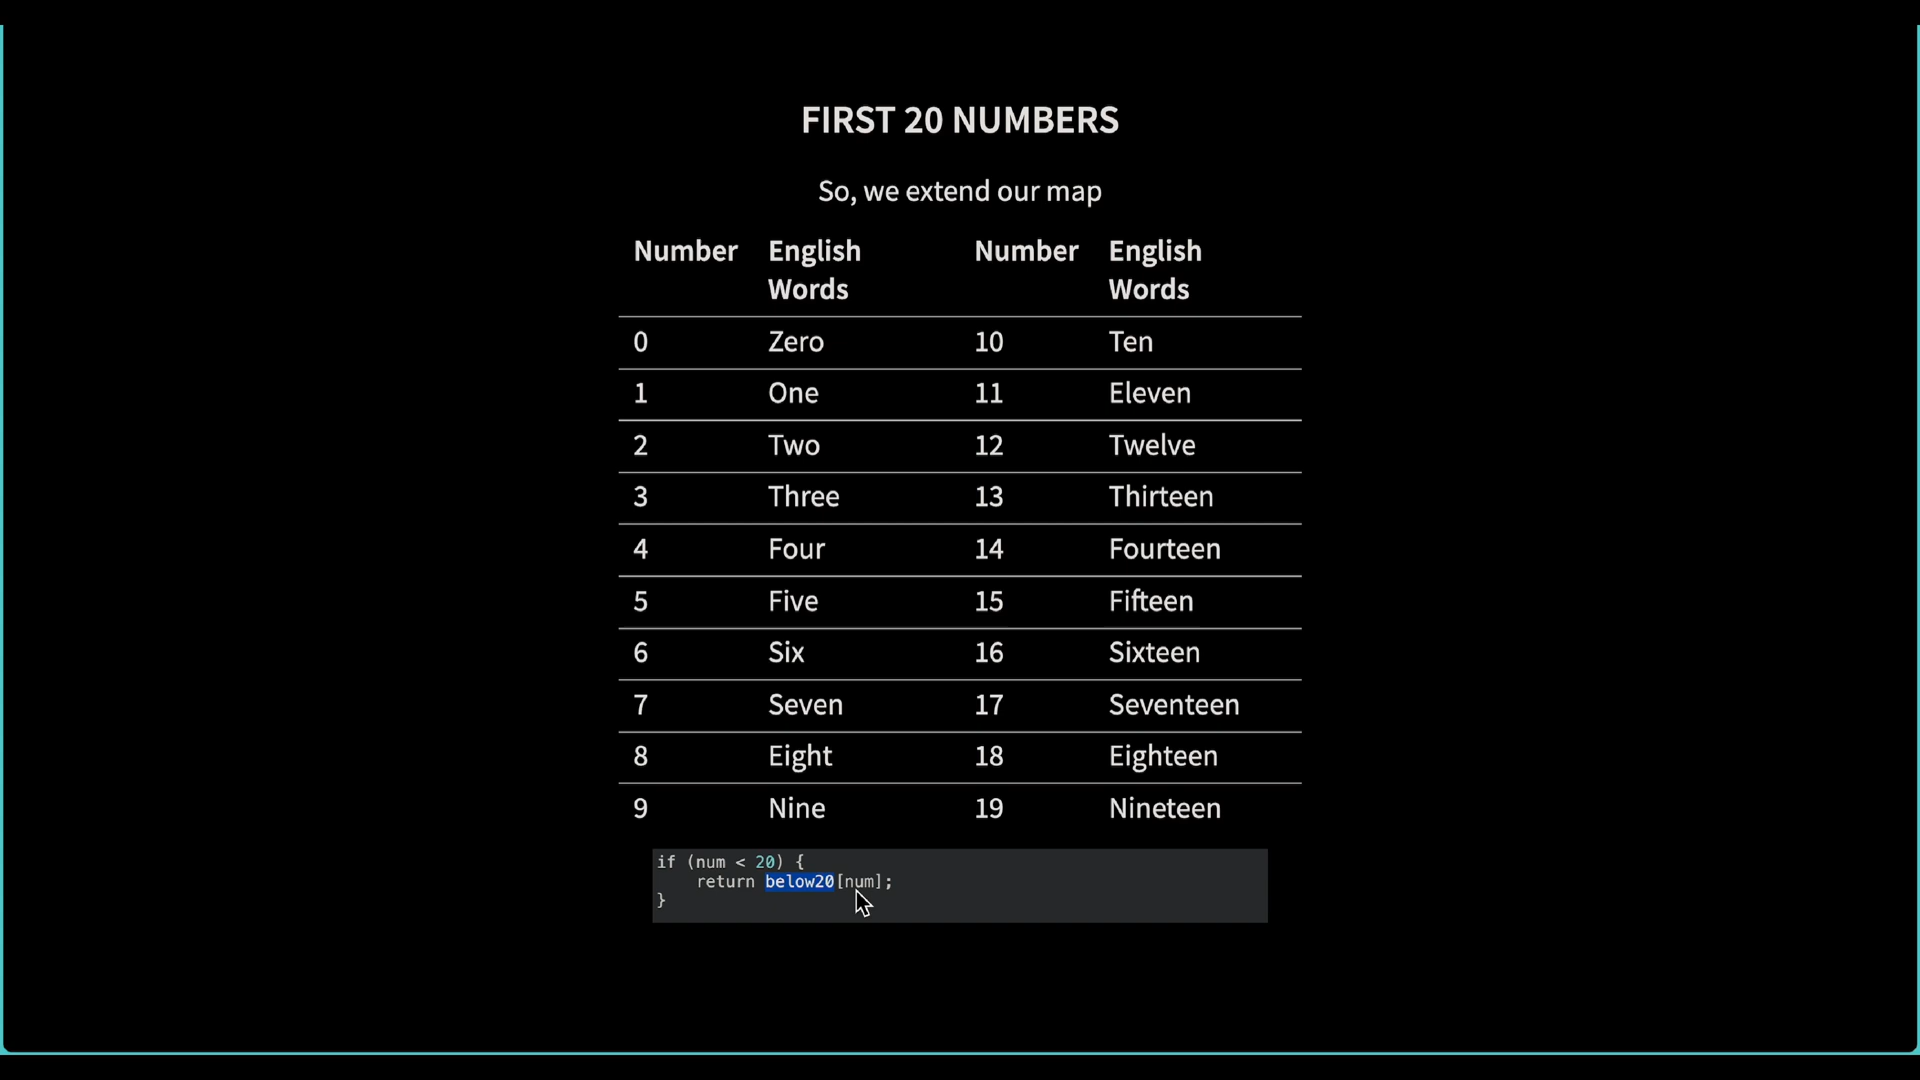 FIRST 20 NUMBERS
So, we extend our map
Number English Words Number English Words
0 Zero 10 Ten
1 One 11 Eleven
2 Two 12 Twelve
3 Three 13 Thirteen
4 Four 14 Fourteen
5 Five 15 Fifteen
6 Six 16 Sixteen
7 Seven 17 Seventeen
8 Eight 18 Eighteen
9 Nine 19 Nineteen
if (num < 20) {
    return below20[num];
}